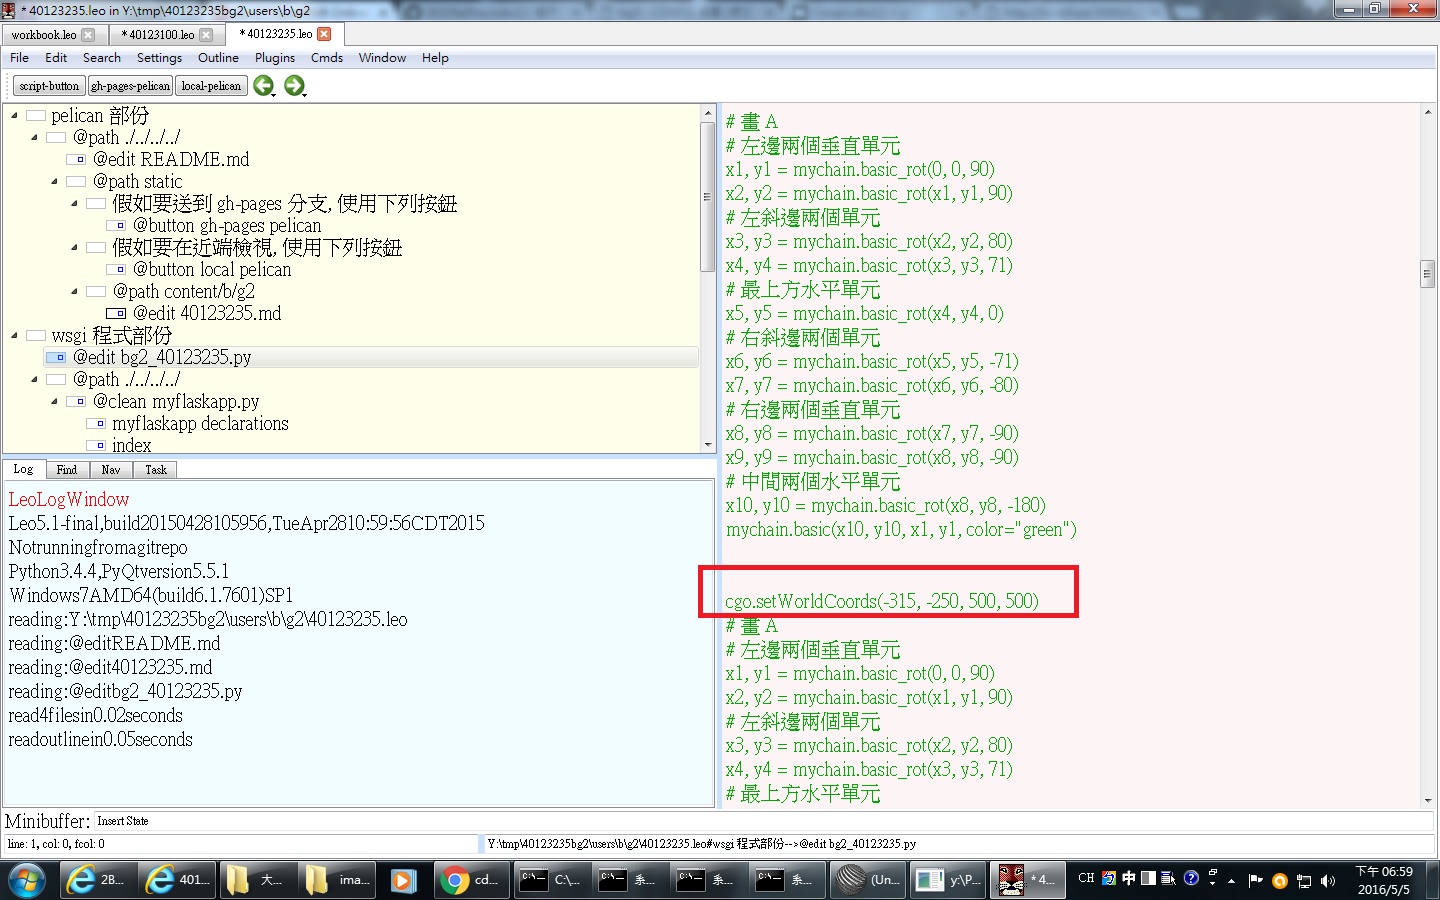 * 40123235.leo in Y:\tmp\40123235bg2\users\b\g2
workbook.leo
* 40123100.leo
* 40123235.leo
File Edit Search Settings Outline Plugins Cmds Window Help
script-button gh-pages-pelican local-pelican
pelican 部份
@path ./../../../
@edit README.md
@path static
假如要送到 gh-pages 分支, 使用下列按鈕
@button gh-pages pelican
假如要在近端檢視, 使用下列按鈕
@button local pelican
@path content/b/g2
@edit 40123235.md
wsgi 程式部份
@edit bg2_40123235.py
@path ./../../../
@clean myflaskapp.py
myflaskapp declarations
index
Log Find Nav Task
LeoLogWindow
Leo5.1-final,build20150428105956,TueApr2810:59:56CDT2015
Notrunningfromagitrepo
Python3.4.4,PyQtversion5.5.1
Windows7AMD64(build6.1.7601)SP1
reading:Y:\tmp\40123235bg2\users\b\g2\40123235.leo
reading:@editREADME.md
reading:@edit40123235.md
reading:@editbg2_40123235.py
read4filesin0.02seconds
readoutlinein0.05seconds
# 畫 A
# 左邊兩個垂直單元
x1, y1 = mychain.basic_rot(0, 0, 90)
x2, y2 = mychain.basic_rot(x1, y1, 90)
# 左斜邊兩個單元
x3, y3 = mychain.basic_rot(x2, y2, 80)
x4, y4 = mychain.basic_rot(x3, y3, 71)
# 最上方水平單元
x5, y5 = mychain.basic_rot(x4, y4, 0)
# 右斜邊兩個單元
x6, y6 = mychain.basic_rot(x5, y5, -71)
x7, y7 = mychain.basic_rot(x6, y6, -80)
# 右邊兩個垂直單元
x8, y8 = mychain.basic_rot(x7, y7, -90)
x9, y9 = mychain.basic_rot(x8, y8, -90)
# 中間兩個水平單元
x10, y10 = mychain.basic_rot(x8, y8, -180)
mychain.basic(x10, y10, x1, y1, color="green")
cgo.setWorldCoords(-315, -250, 500, 500)
# 畫 A
# 左邊兩個垂直單元
x1, y1 = mychain.basic_rot(0, 0, 90)
x2, y2 = mychain.basic_rot(x1, y1, 90)
# 左斜邊兩個單元
x3, y3 = mychain.basic_rot(x2, y2, 80)
x4, y4 = mychain.basic_rot(x3, y3, 71)
# 最上方水平單元
Minibuffer: Insert State
line: 1, col: 0, fcol: 0
Y:\tmp\40123235bg2\users\b\g2\40123235.leo#wsgi 程式部份-->@edit bg2_40123235.py
2B... 401... 大... ima... cd... C:\... 系... 系... 系... (Un... y:\P... * 4...
CH 中
下午 06:59
2016/5/5